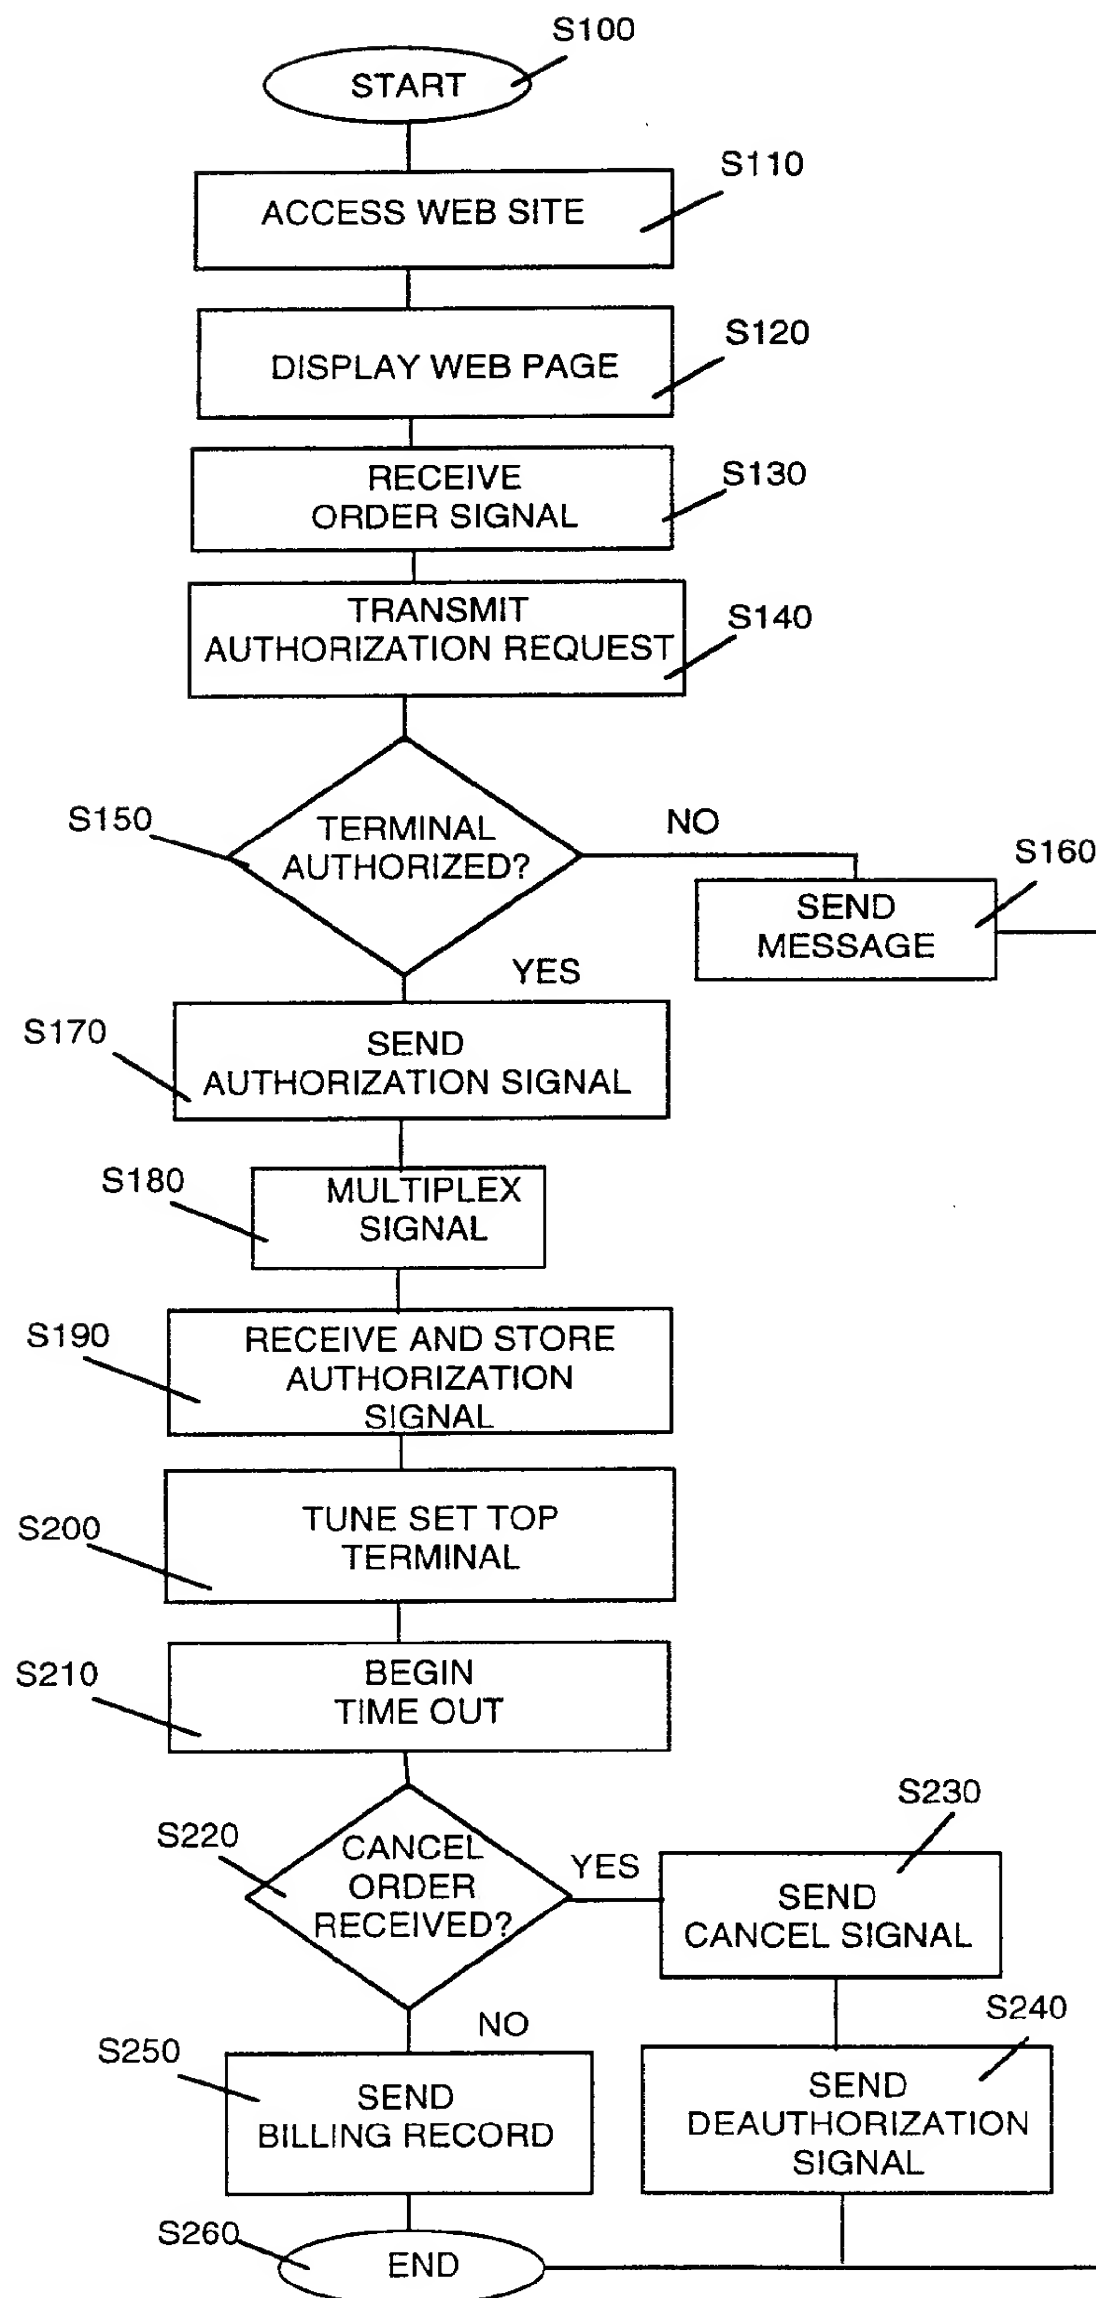 S100
START
S110
ACCESS WEB SITE
S120
DISPLAY WEB PAGE
S130
RECEIVE
ORDER SIGNAL
S140
TRANSMIT
AUTHORIZATION REQUEST
S150
TERMINAL
AUTHORIZED?
NO
S160
SEND
MESSAGE
YES
S170
SEND
AUTHORIZATION SIGNAL
S180
MULTIPLEX
SIGNAL
S190
RECEIVE AND STORE
AUTHORIZATION
SIGNAL
S200
TUNE SET TOP
TERMINAL
S210
BEGIN
TIME OUT
S220
CANCEL
ORDER
RECEIVED?
YES
S230
SEND
CANCEL SIGNAL
S240
SEND
DEAUTHORIZATION
SIGNAL
NO
S250
SEND
BILLING RECORD
S260
END